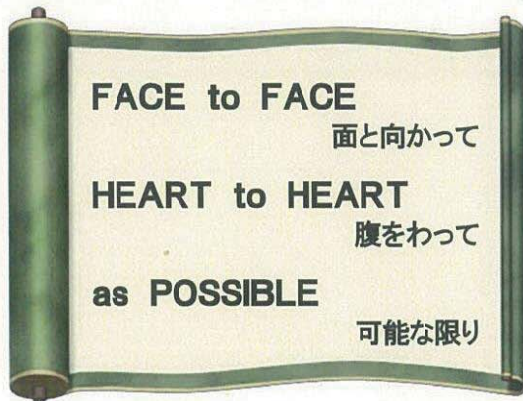 FACE to FACE
面と向かって
HEART to HEART
腹をわって
as POSSIBLE
可能な限り